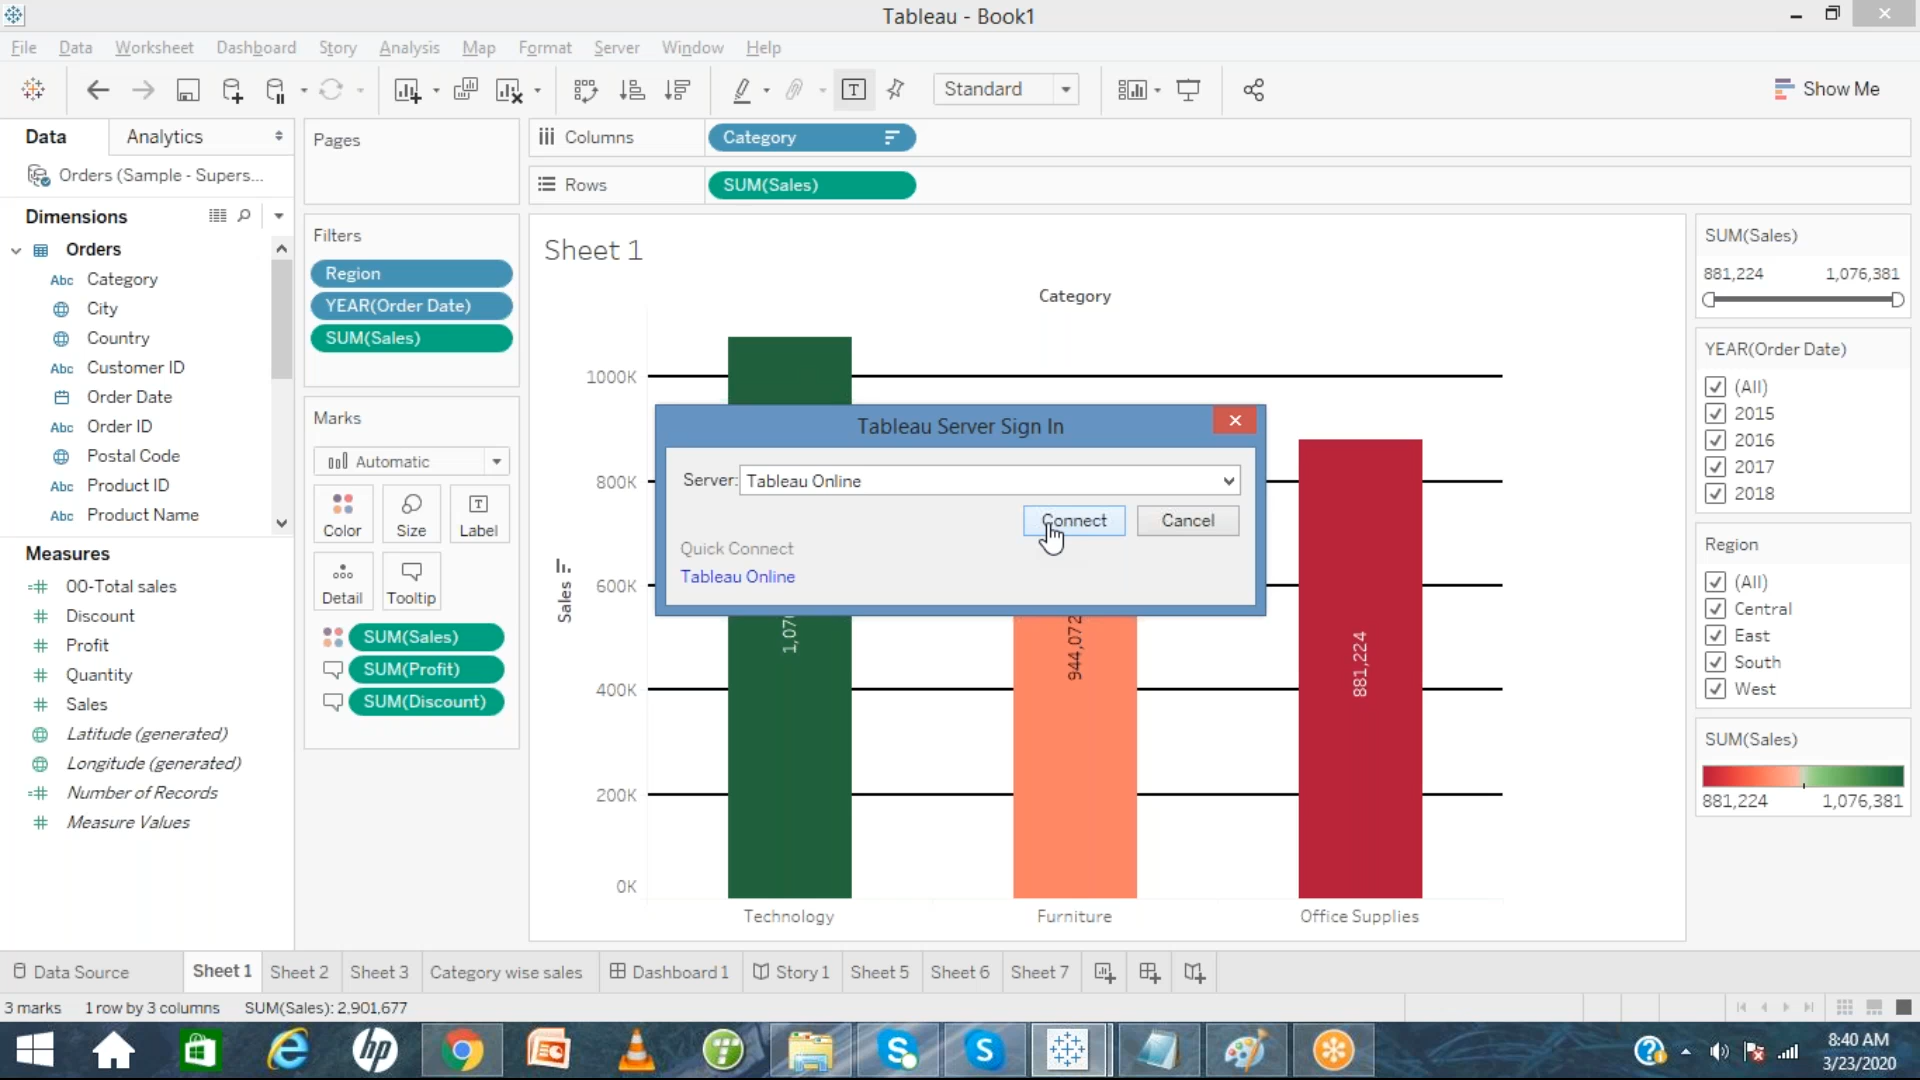 Tableau - Book1
File Data Worksheet Dashboard Story Analysis Map Format Server Window Help
Standard
Show Me
Data
Analytics
Pages
Columns
Category
Orders (Sample - Supers...
Rows
SUM(Sales)
Dimensions
Orders
Abc Category
City
Country
Abc Customer ID
Order Date
Abc Order ID
Postal Code
Abc Product ID
Abc Product Name
Measures
00-Total sales
Discount
Profit
Quantity
Sales
Latitude (generated)
Longitude (generated)
Number of Records
Measure Values
Filters
Region
YEAR(Order Date)
SUM(Sales)
Marks
Automatic
Color
Size
Label
Detail
Tooltip
SUM(Sales)
SUM(Profit)
SUM(Discount)
Sheet 1
Category
1000K
800K
600K
400K
200K
0K
Sales
944,072
881,224
Technology
Furniture
Office Supplies
Tableau Server Sign In
Server: Tableau Online
Connect
Cancel
Quick Connect
Tableau Online
SUM(Sales)
881,224 1,076,381
YEAR(Order Date)
(All)
2015
2016
2017
2018
Region
(All)
Central
East
South
West
SUM(Sales)
881,224 1,076,381
Data Source Sheet 1 Sheet 2 Sheet 3 Category wise sales Dashboard 1 Story 1 Sheet 5 Sheet 6 Sheet 7
3 marks 1 row by 3 columns SUM(Sales): 2,901,677
8:40 AM
3/23/2020